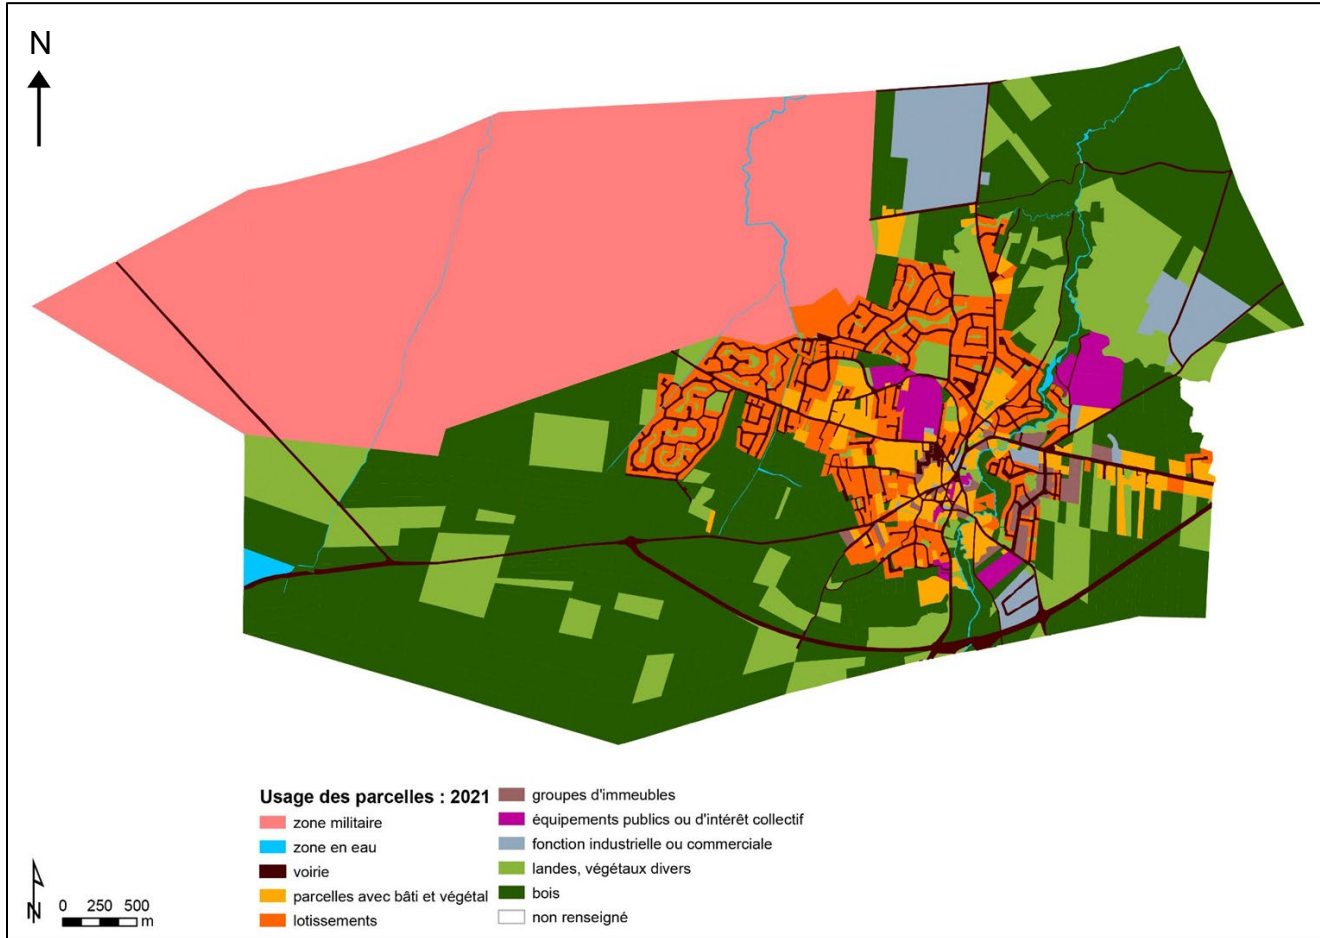 N
Usage des parcelles : 2021
zone militaire
zone en eau
voirie
parcelles avec bâti et végétal
lotissements
groupes d'immeubles
équipements publics ou d'intérêt collectif
fonction industrielle ou commerciale
landes, végétaux divers
bois
non renseigné
N
0 250 500
m